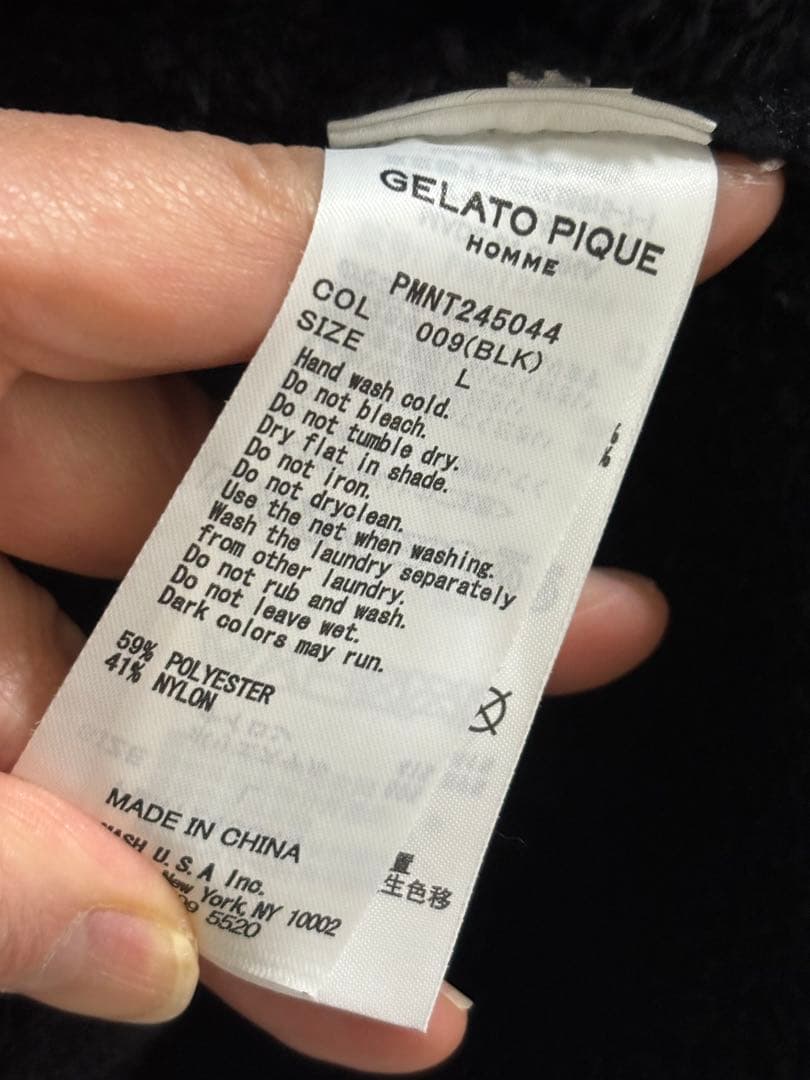 GELATO PIQUE
HOMME
PMNT245044
COL 009(BLK)
SIZE L
Hand wash cold.
Do not bleach.
Do not tumble dry.
Dry flat in shade.
Do not iron.
Do not dryclean.
Use the net when washing.
Wash the laundry separately
from other laundry.
Do not rub and wash.
Do not leave wet.
Dark colors may run.
59% POLYESTER
41% NYLON
MADE IN CHINA
U.S.A Inc.
New York, NY 10002
5520
%
%
置
生色移